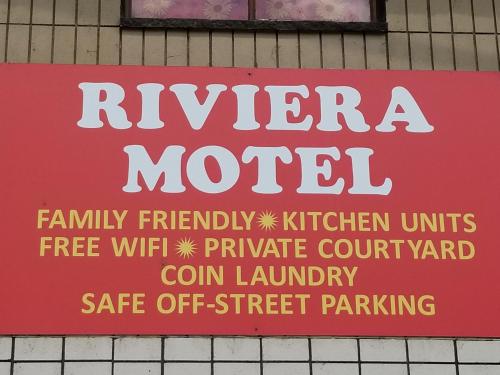 RIVIERA
MOTEL
FAMILY FRIENDLY✹KITCHEN UNITS
FREE WIFI✹PRIVATE COURTYARD
COIN LAUNDRY
SAFE OFF-STREET PARKING